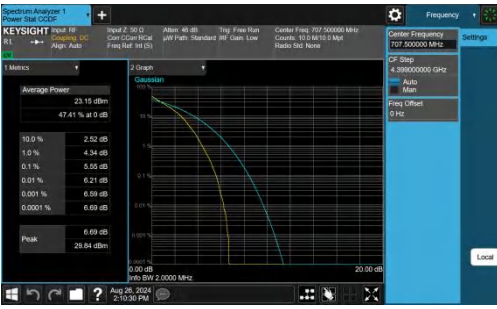 Spectrum Analyzer 1
Power Stat CCDF
Frequency
KEYSIGHT
RL
Input: RF
Coupling: DC
Align: Auto
Input Z: 50 Ω
Corr CCorr RCal
Freq Ref: Int (S)
Atten: 46 dB
µW Path: Standard
Trig: Free Run
#IF Gain: Low
Center Freq: 707.500000 MHz
Counts: 10.0 M/10.0 Mpt
Radio Std: None
Center Frequency
707.500000 MHz
Settings
CF Step
4.399000000 GHz
Auto
Man
Freq Offset
0 Hz
Local
1 Metrics
Average Power
23.15 dBm
47.41 % at 0 dB
10.0 % 2.52 dB
1.0 % 4.34 dB
0.1 % 5.55 dB
0.01 % 6.21 dB
0.001 % 6.59 dB
0.0001 % 6.69 dB
Peak
6.69 dB
29.84 dBm
2 Graph
Gaussian
100 %
10 %
1 %
0.1 %
0.01 %
0.001 %
0.0001 %
0.00 dB
20.00 dB
Info BW 2.0000 MHz
Aug 26, 2024
2:10:30 PM